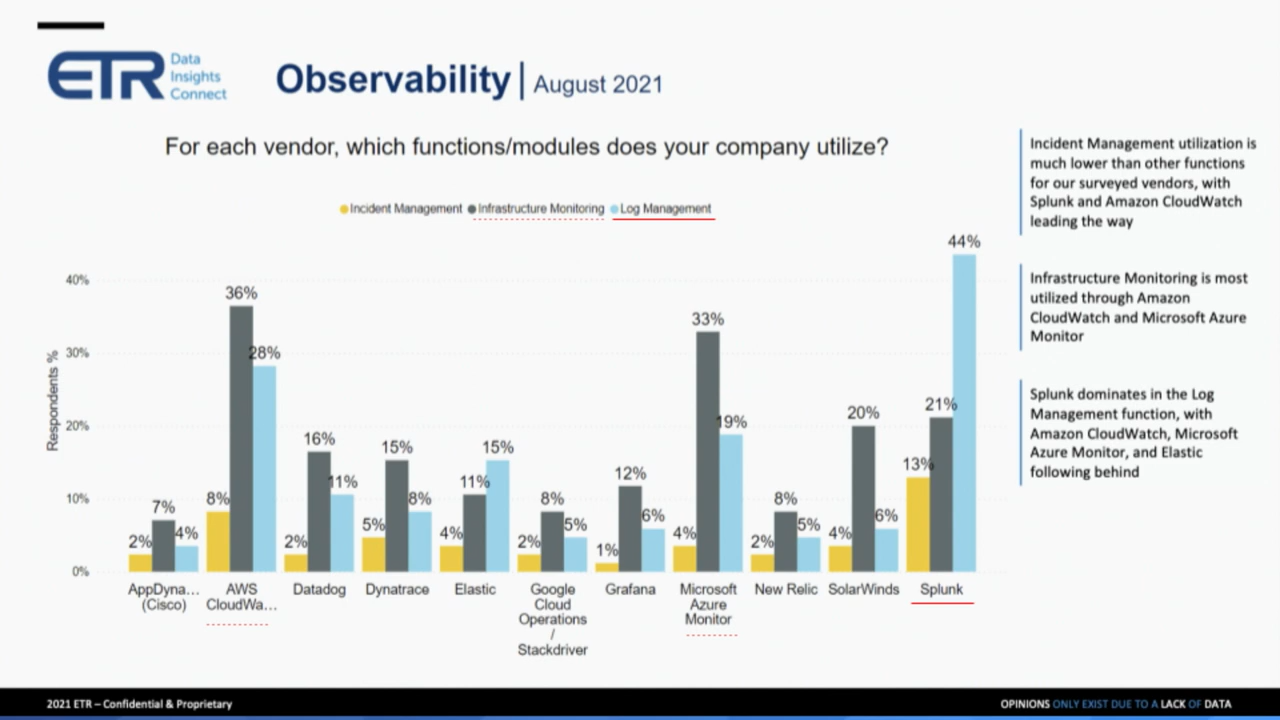 ETR
Data
Insights
Connect
Observability | August 2021
For each vendor, which functions/modules does your company utilize?
Incident Management Infrastructure Monitoring Log Management
Respondents %
40%
30%
20%
10%
0%
2% 7% 4%
8% 36% 28%
2% 16% 11%
5% 15% 8%
4% 11% 15%
2% 8% 5%
1% 12% 6%
4% 33% 19%
2% 8% 5%
4% 20% 6%
13% 21% 44%
AppDyna...
(Cisco)
AWS
CloudWa...
Datadog
Dynatrace
Elastic
Google
Cloud
Operations
/
Stackdriver
Grafana
Microsoft
Azure
Monitor
New Relic
SolarWinds
Splunk
Incident Management utilization is
much lower than other functions
for our surveyed vendors, with
Splunk and Amazon CloudWatch
leading the way
Infrastructure Monitoring is most
utilized through Amazon
CloudWatch and Microsoft Azure
Monitor
Splunk dominates in the Log
Management function, with
Amazon CloudWatch, Microsoft
Azure Monitor, and Elastic
following behind
2021 ETR – Confidential & Proprietary
OPINIONS ONLY EXIST DUE TO A LACK OF DATA